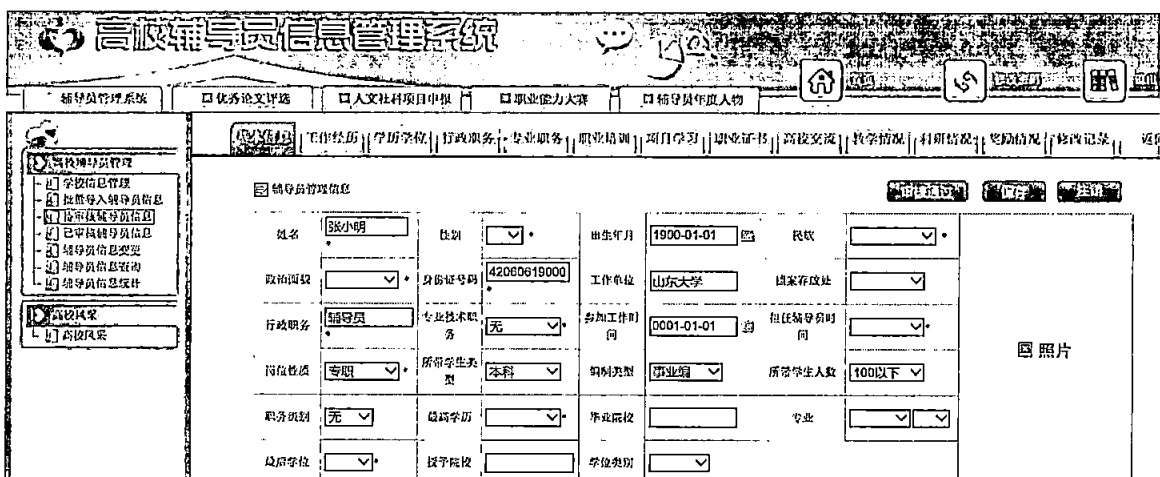 高校辅导员信息管理系统
辅导员管理系统 优秀论文评选 人文社科项目申报 职业能力大赛 辅导员年度人物
工作经历 学历学位 行政职务 专业职务 职业培训 项目学习 职业证书 高校交流 教学情况 科研情况 奖励情况 修改记录 返回
高校辅导员管理
学校信息管理
批量导入辅导员信息
待审核辅导员信息
已审核辅导员信息
辅导员信息变更
辅导员信息查询
辅导员信息统计
高校风采
高校风采
辅导员管理信息
姓名 张小明 * 性别 * 出生年月 1900-01-01 民族 *
政治面貌 * 身份证号码 42060619000 * 工作单位 山东大学 档案存放处
行政职务 辅导员 * 专业技术职务 无 * 参加工作时间 0001-01-01 担任辅导员时间 *
照片
岗位性质 专职 * 所带学生类型 本科 编制类型 事业编 所带学生人数 100以下
职务级别 无 最高学历 * 毕业院校 专业
最后学位 * 授予院校 学位类别